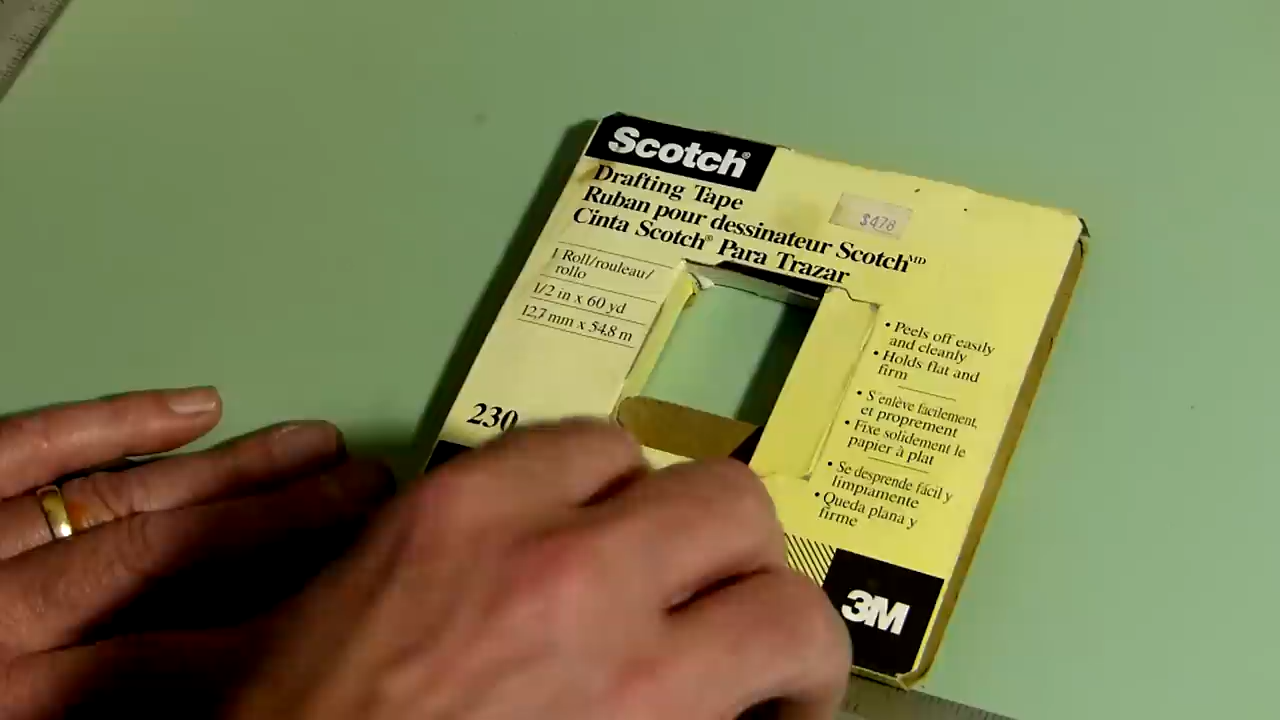 Scotch®
Drafting Tape
Ruban pour dessinateur Scotch MD
Cinta Scotch® Para Trazar
$4.78
1 Roll/rouleau/
rollo
1/2 in x 60 yd
12,7 mm x 54,8 m
230
• Peels off easily
and cleanly
• Holds flat and
firm
• S enlève facilement,
et proprement
• Fixe solidement le
papier à plat
• Se desprende fácil y
limpiamente
• Queda plana y
firme
3M